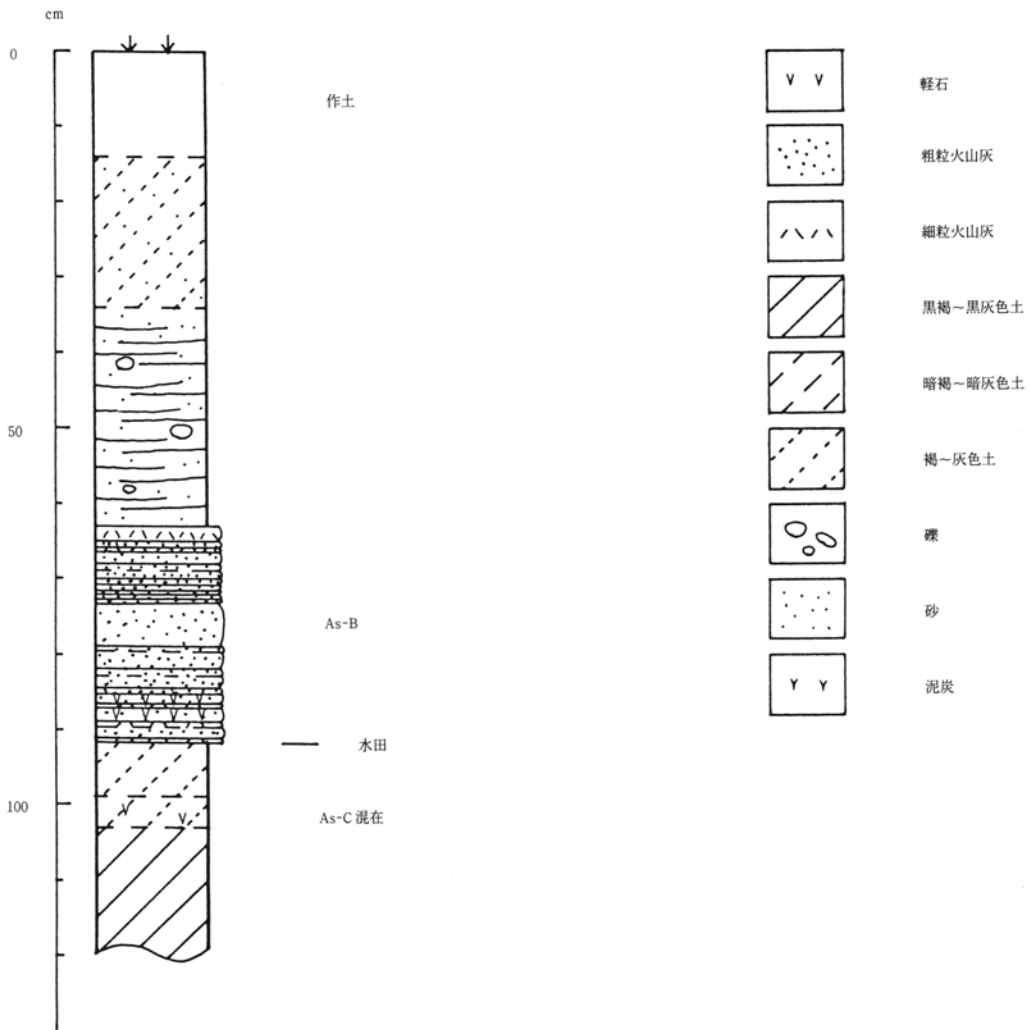 cm
0
50
100
作土
As-B
水田
As-C 混在
軽石
粗粒火山灰
細粒火山灰
黒褐～黒灰色土
暗褐～暗灰色土
褐～灰色土
礫
砂
泥炭